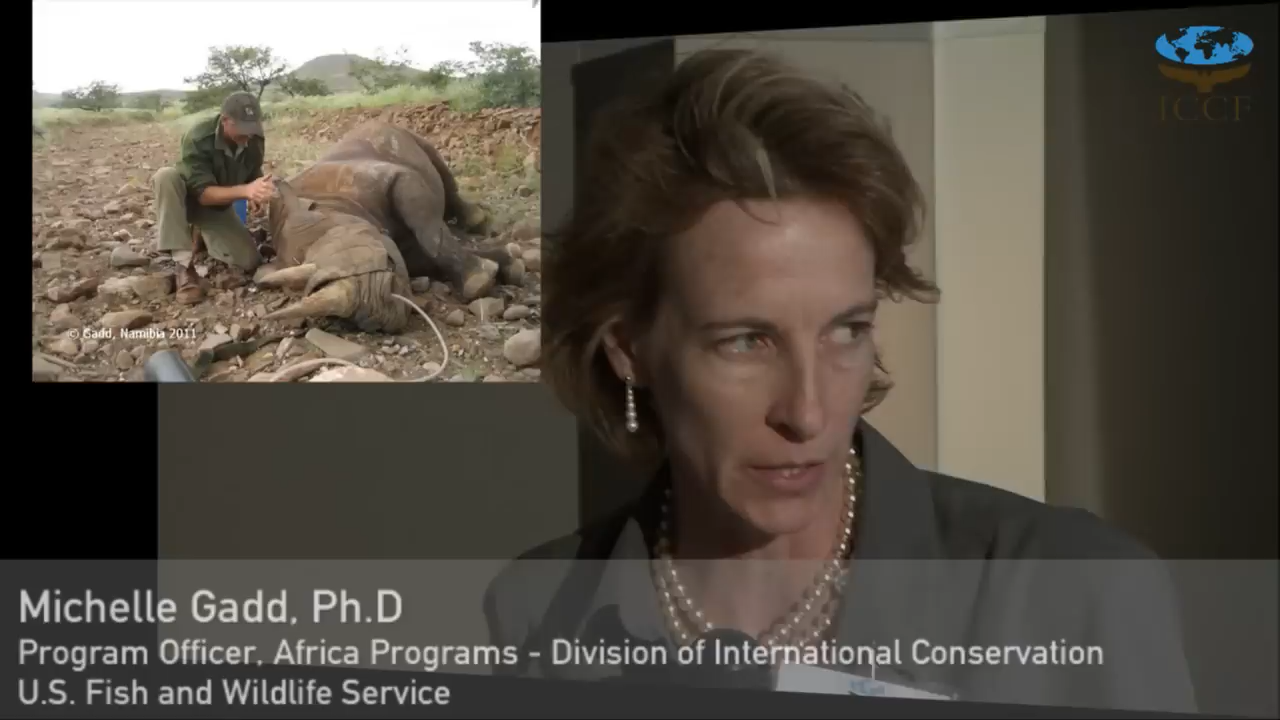 ICCF
© Gadd, Namibia 2011
Michelle Gadd, Ph.D
Program Officer, Africa Programs - Division of International Conservation
U.S. Fish and Wildlife Service